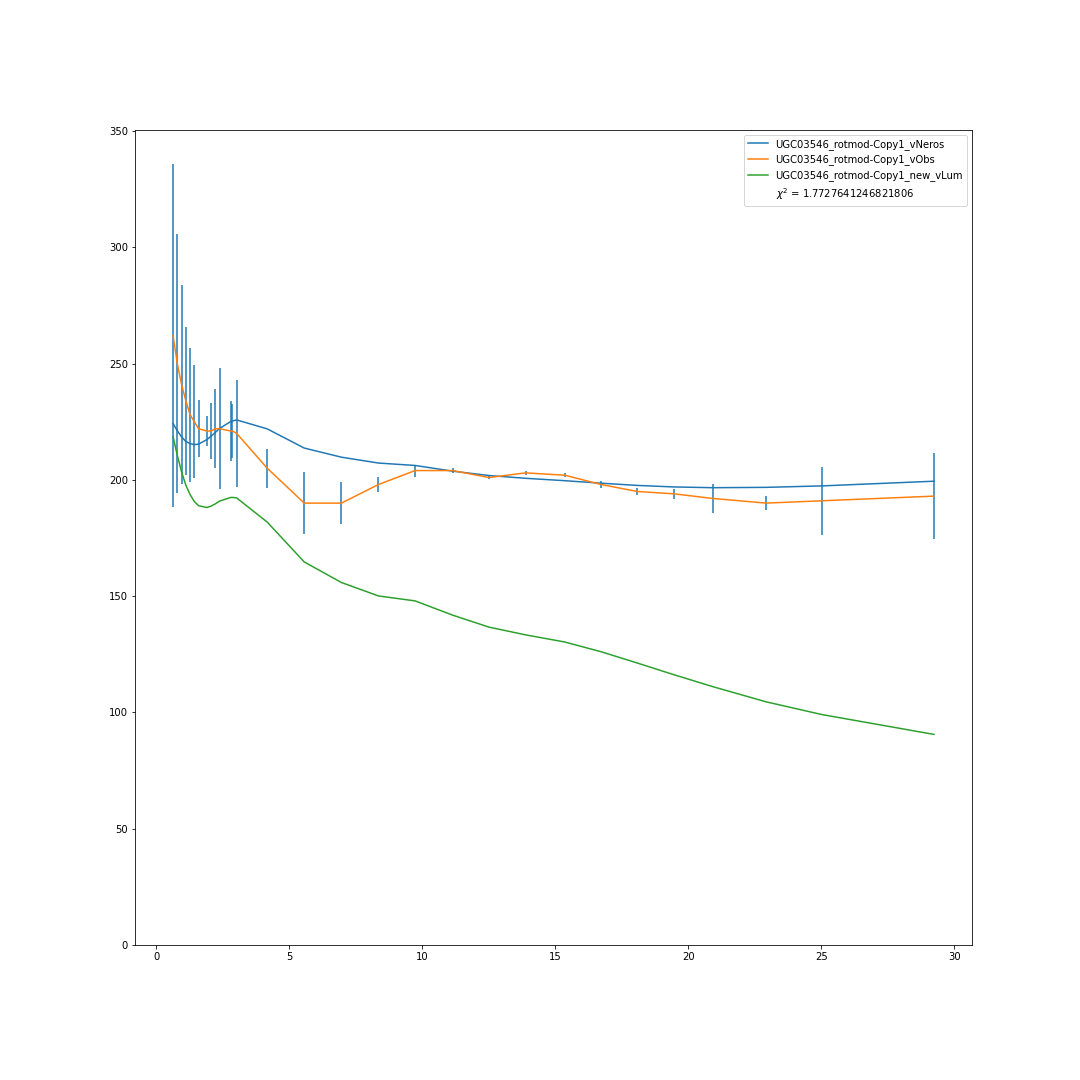 350
300
250
200
150
100
50
0
0 5 10 15 20 25 30
UGC03546_rotmod-Copy1_vNeros
UGC03546_rotmod-Copy1_vObs
UGC03546_rotmod-Copy1_new_vLum
χ² = 1.7727641246821806